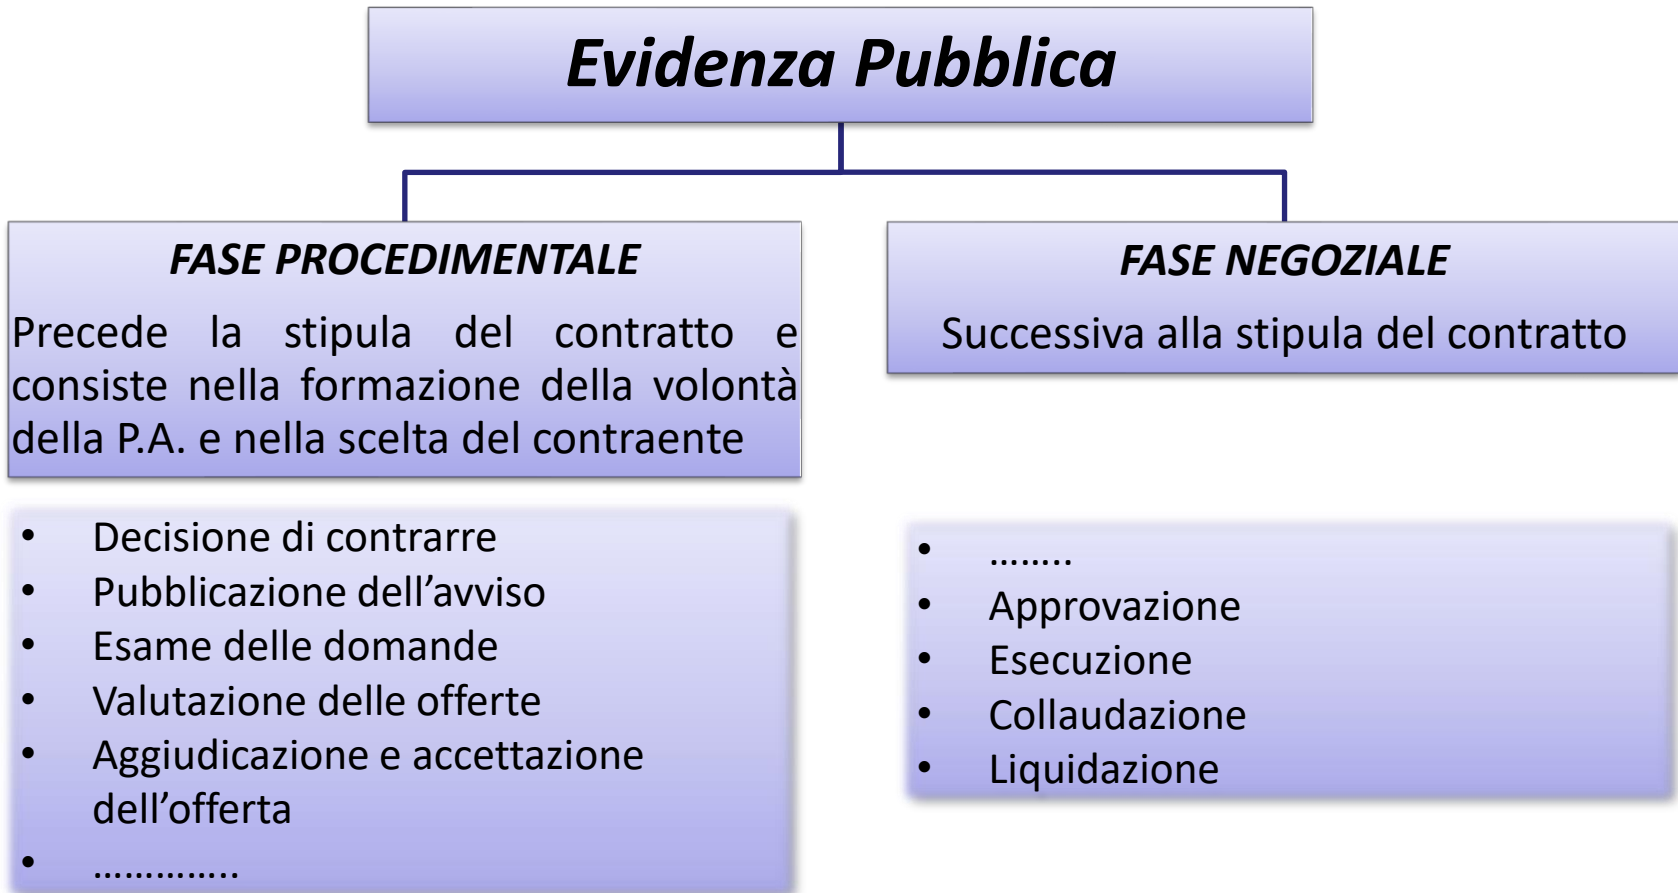 Evidenza Pubblica
FASE PROCEDIMENTALE
Precede la stipula del contratto e
consiste nella formazione della volontà
della P.A. e nella scelta del contraente
FASE NEGOZIALE
Successiva alla stipula del contratto
• Decisione di contrarre
• Pubblicazione dell’avviso
• Esame delle domande
• Valutazione delle offerte
• Aggiudicazione e accettazione
dell’offerta
• …………..
• ……..
• Approvazione
• Esecuzione
• Collaudazione
• Liquidazione